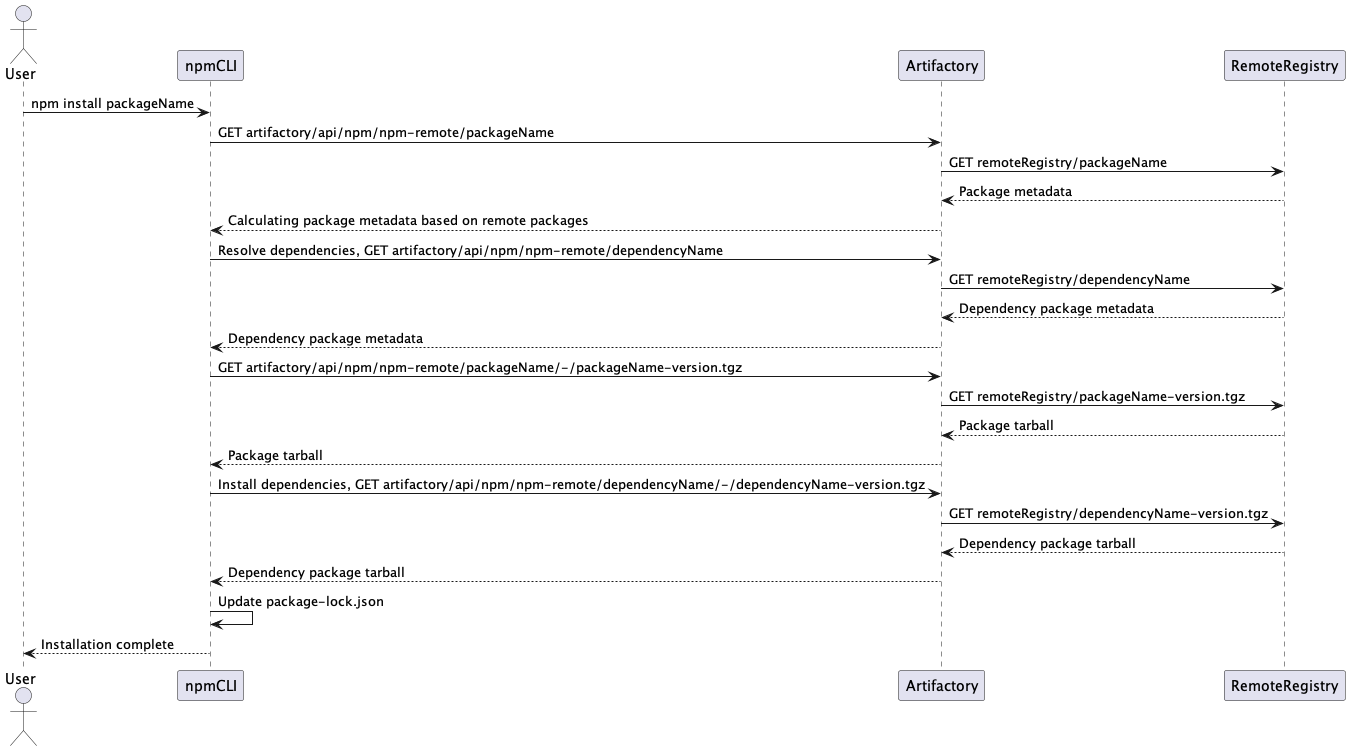 User
npmCLI
Artifactory
RemoteRegistry
npm install packageName
GET artifactory/api/npm/npm-remote/packageName
GET remoteRegistry/packageName
Package metadata
Calculating package metadata based on remote packages
Resolve dependencies, GET artifactory/api/npm/npm-remote/dependencyName
GET remoteRegistry/dependencyName
Dependency package metadata
Dependency package metadata
GET artifactory/api/npm/npm-remote/packageName/-/packageName-version.tgz
GET remoteRegistry/packageName-version.tgz
Package tarball
Package tarball
Install dependencies, GET artifactory/api/npm/npm-remote/dependencyName/-/dependencyName-version.tgz
GET remoteRegistry/dependencyName-version.tgz
Dependency package tarball
Dependency package tarball
Update package-lock.json
Installation complete
User
npmCLI
Artifactory
RemoteRegistry